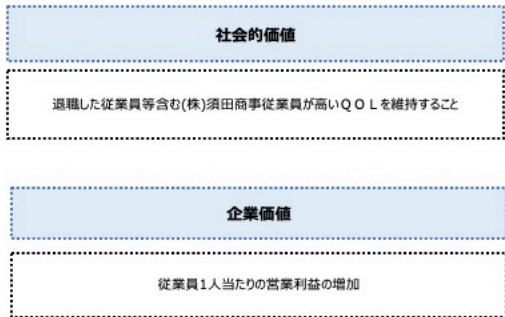 社会的価値
退職した従業員等含む(株)須田商事従業員が高いＱＯＬを維持すること
企業価値
従業員1人当たりの営業利益の増加